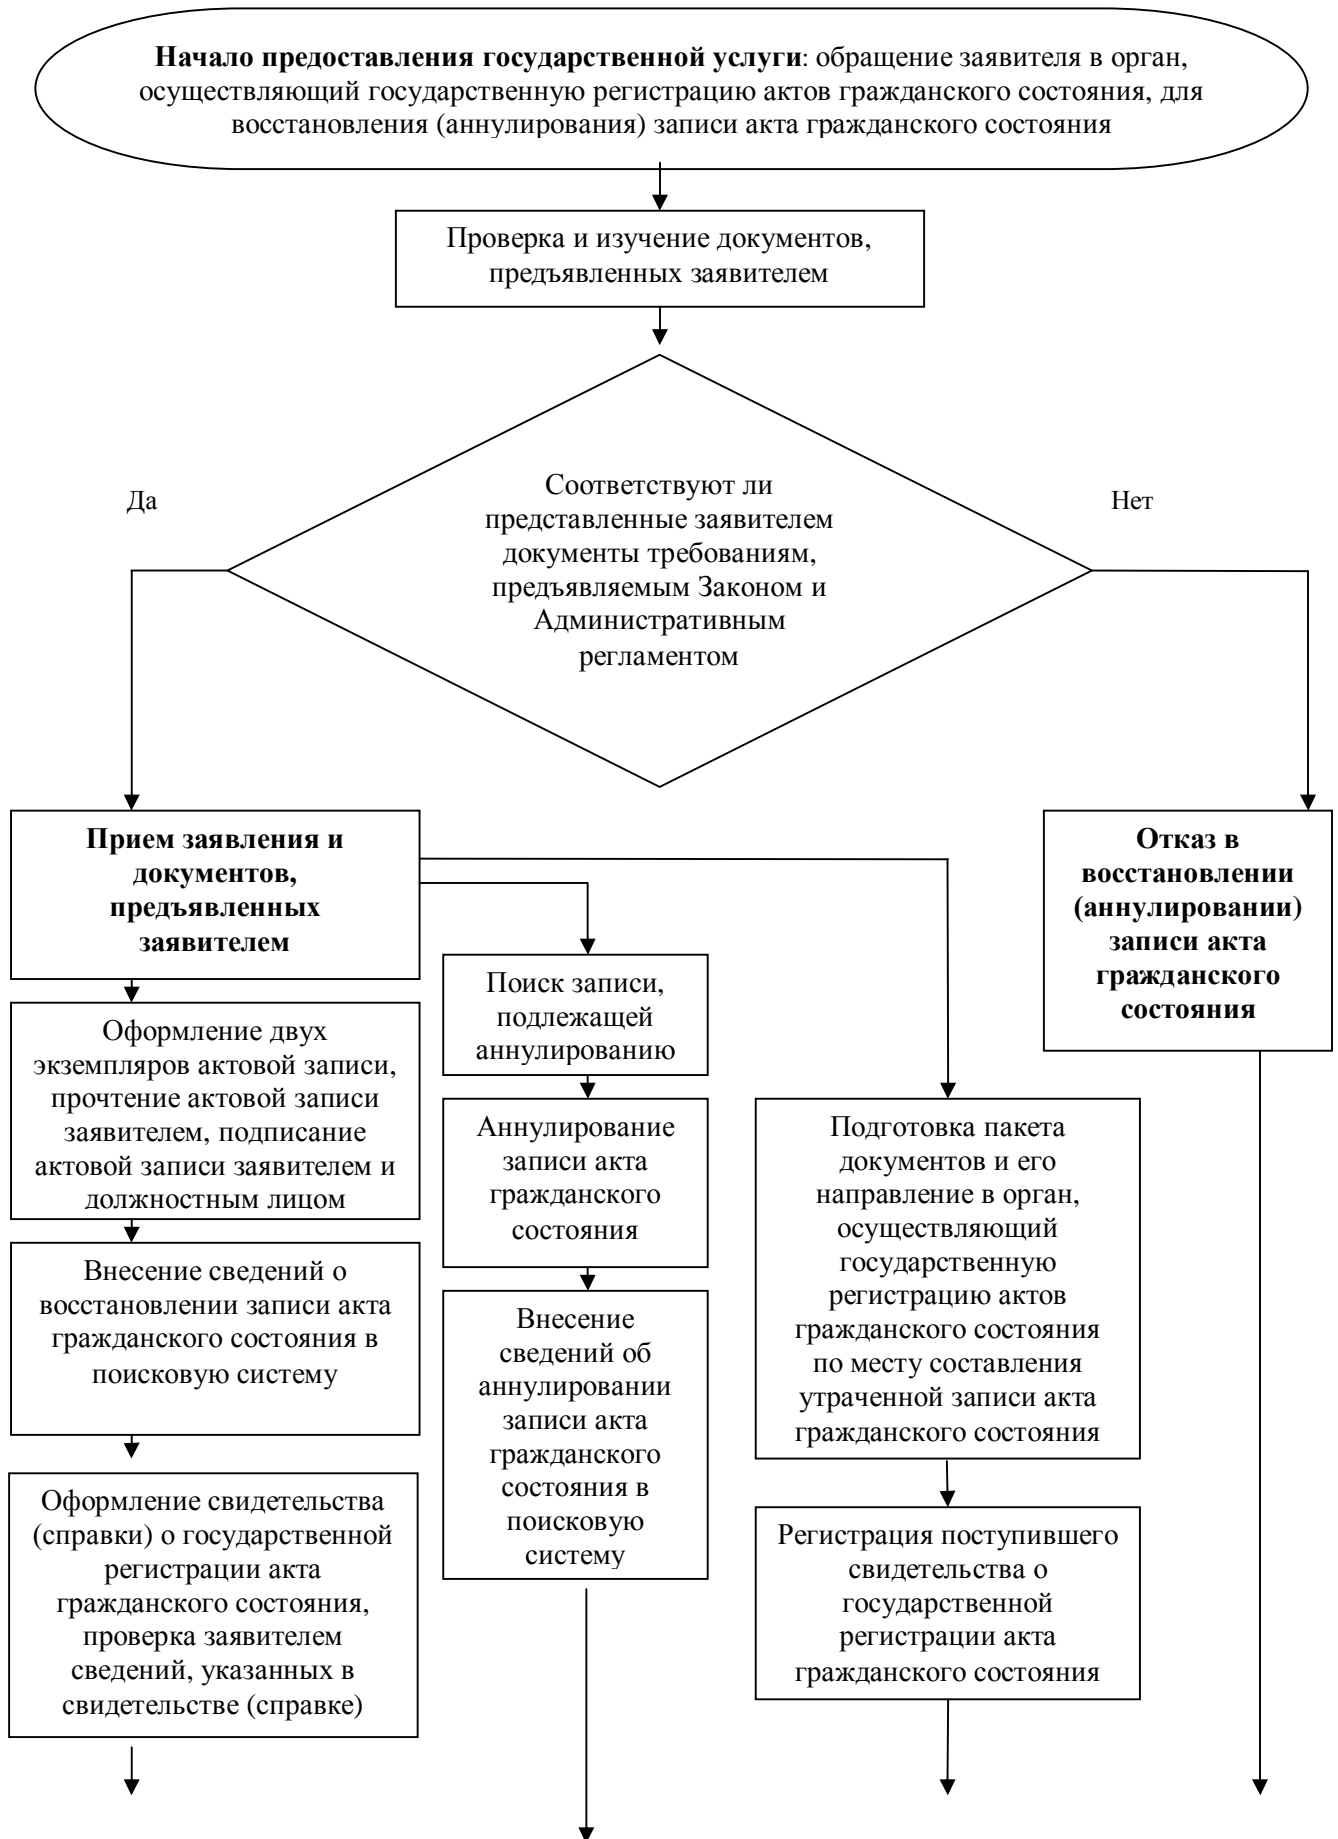 Начало предоставления государственной услуги: обращение заявителя в орган,
осуществляющий государственную регистрацию актов гражданского состояния, для
восстановления (аннулирования) записи акта гражданского состояния
Проверка и изучение документов,
предъявленных заявителем
Да
Соответствуют ли
представленные заявителем
документы требованиям,
предъявляемым Законом и
Административным
регламентом
Нет
Прием заявления и
документов,
предъявленных
заявителем
Оформление двух
экземпляров актовой записи,
прочтение актовой записи
заявителем, подписание
актовой записи заявителем и
должностным лицом
Внесение сведений о
восстановлении записи акта
гражданского состояния в
поисковую систему
Оформление свидетельства
(справки) о государственной
регистрации акта
гражданского состояния,
проверка заявителем
сведений, указанных в
свидетельстве (справке)
Поиск записи,
подлежащей
аннулированию
Аннулирование
записи акта
гражданского
состояния
Внесение
сведений об
аннулировании
записи акта
гражданского
состояния в
поисковую
систему
Подготовка пакета
документов и его
направление в орган,
осуществляющий
государственную
регистрацию актов
гражданского состояния
по месту составления
утраченной записи акта
гражданского состояния
Регистрация поступившего
свидетельства о
государственной
регистрации акта
гражданского состояния
Отказ в
восстановлении
(аннулировании)
записи акта
гражданского
состояния